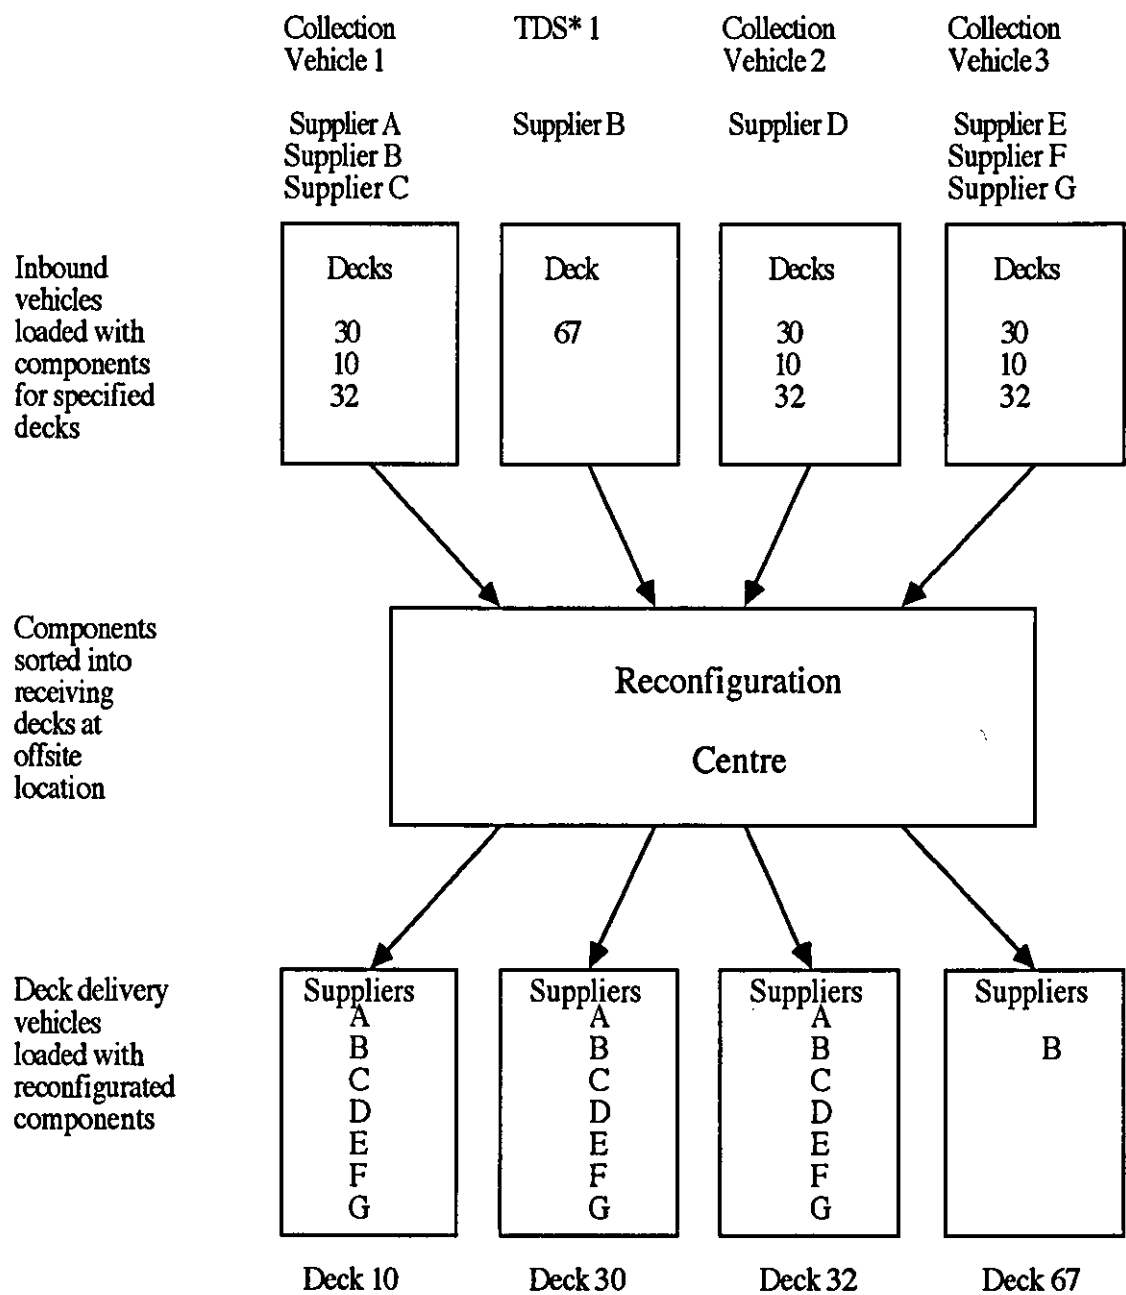 Collection
Vehicle 1
TDS* 1
Collection
Vehicle 2
Collection
Vehicle 3
Supplier A
Supplier B
Supplier C
Supplier B
Supplier D
Supplier E
Supplier F
Supplier G
Inbound
vehicles
loaded with
components
for specified
decks
Decks
30
10
32
Deck
67
Decks
30
10
32
Decks
30
10
32
Components
sorted into
receiving
decks at
offsite
location
Reconfiguration
Centre
Deck delivery
vehicles
loaded with
reconfigurated
components
Suppliers
A
B
C
D
E
F
G
Deck 10
Suppliers
A
B
C
D
E
F
G
Deck 30
Suppliers
A
B
C
D
E
F
G
Deck 32
Suppliers
B
Deck 67